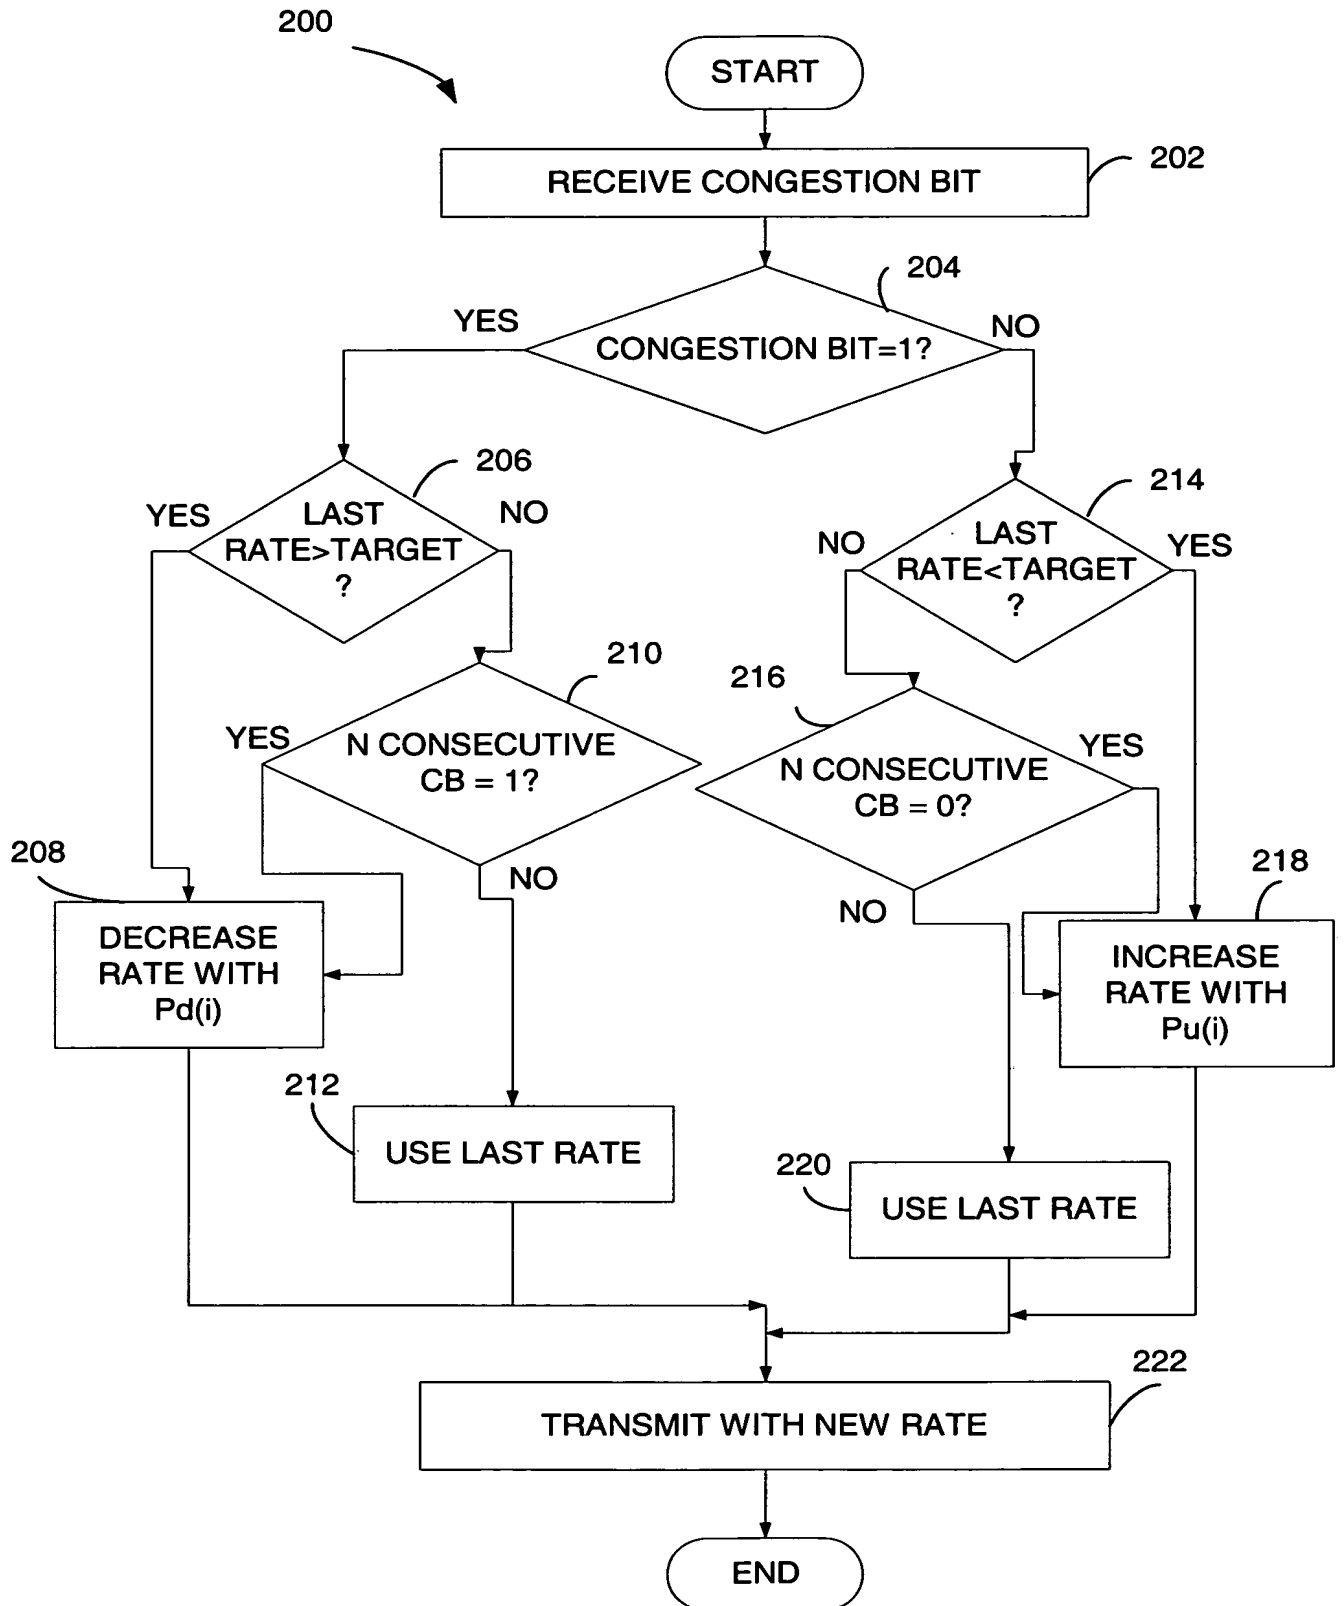 200
START
RECEIVE CONGESTION BIT
202
204
YES
CONGESTION BIT=1?
NO
206
YES
LAST
RATE>TARGET
?
NO
214
NO
LAST
RATE<TARGET
?
YES
210
YES
N CONSECUTIVE
CB = 1?
NO
216
N CONSECUTIVE
CB = 0?
YES
NO
208
DECREASE
RATE WITH
Pd(i)
218
INCREASE
RATE WITH
Pu(i)
212
USE LAST RATE
220
USE LAST RATE
222
TRANSMIT WITH NEW RATE
END